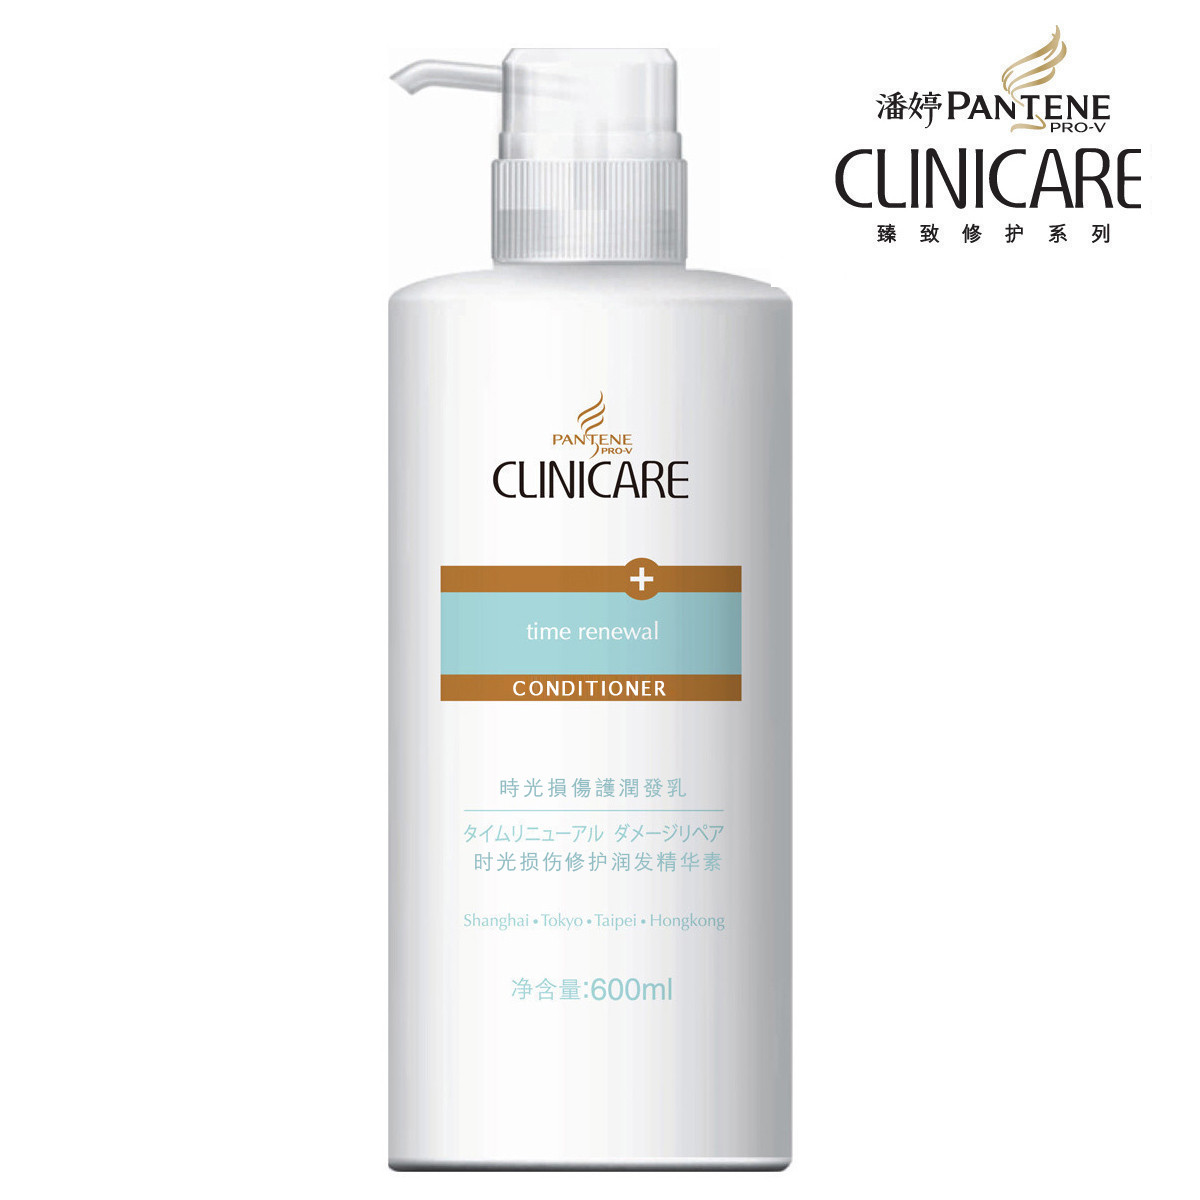 潘婷PANTENE
PRO-V
CLINICARE
臻致修护系列
PANTENE
PRO-V
CLINICARE
+
time renewal
CONDITIONER
時光損傷護潤發乳
タイムリニューアル ダメージリペア
时光损伤修护润发精华素
Shanghai•Tokyo•Taipei•Hongkong
净含量:600ml